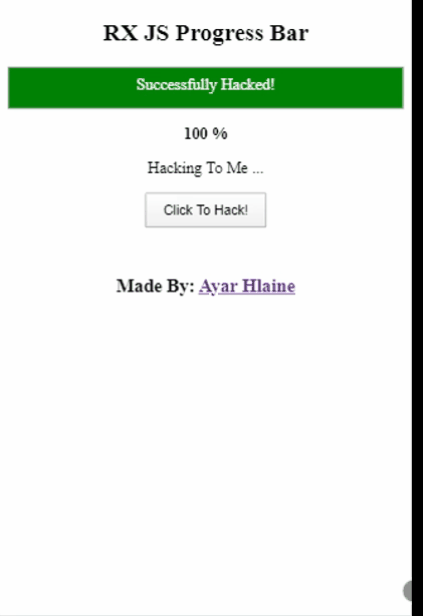 RX JS Progress Bar
Successfully Hacked!
100 %
Hacking To Me ...
Click To Hack!
Made By: Ayar Hlaine